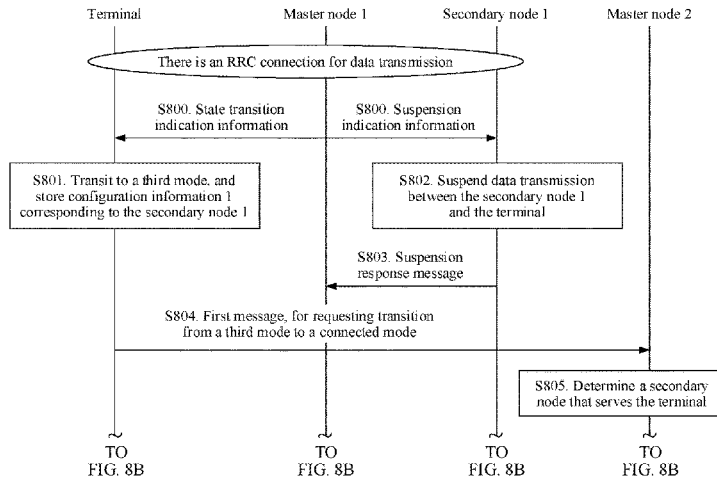 Terminal
Master node 1
Secondary node 1
Master node 2
There is an RRC connection for data transmission
S800. State transition
indication information
S800. Suspension
indication information
S801. Transit to a third mode, and
store configuration information 1
corresponding to the secondary node 1
S802. Suspend data transmission
between the secondary node 1
and the terminal
S803. Suspension
response message
S804. First message, for requesting transition
from a third mode to a connected mode
S805. Determine a secondary
node that serves the terminal
TO
FIG. 8B
TO
FIG. 8B
TO
FIG. 8B
TO
FIG. 8B